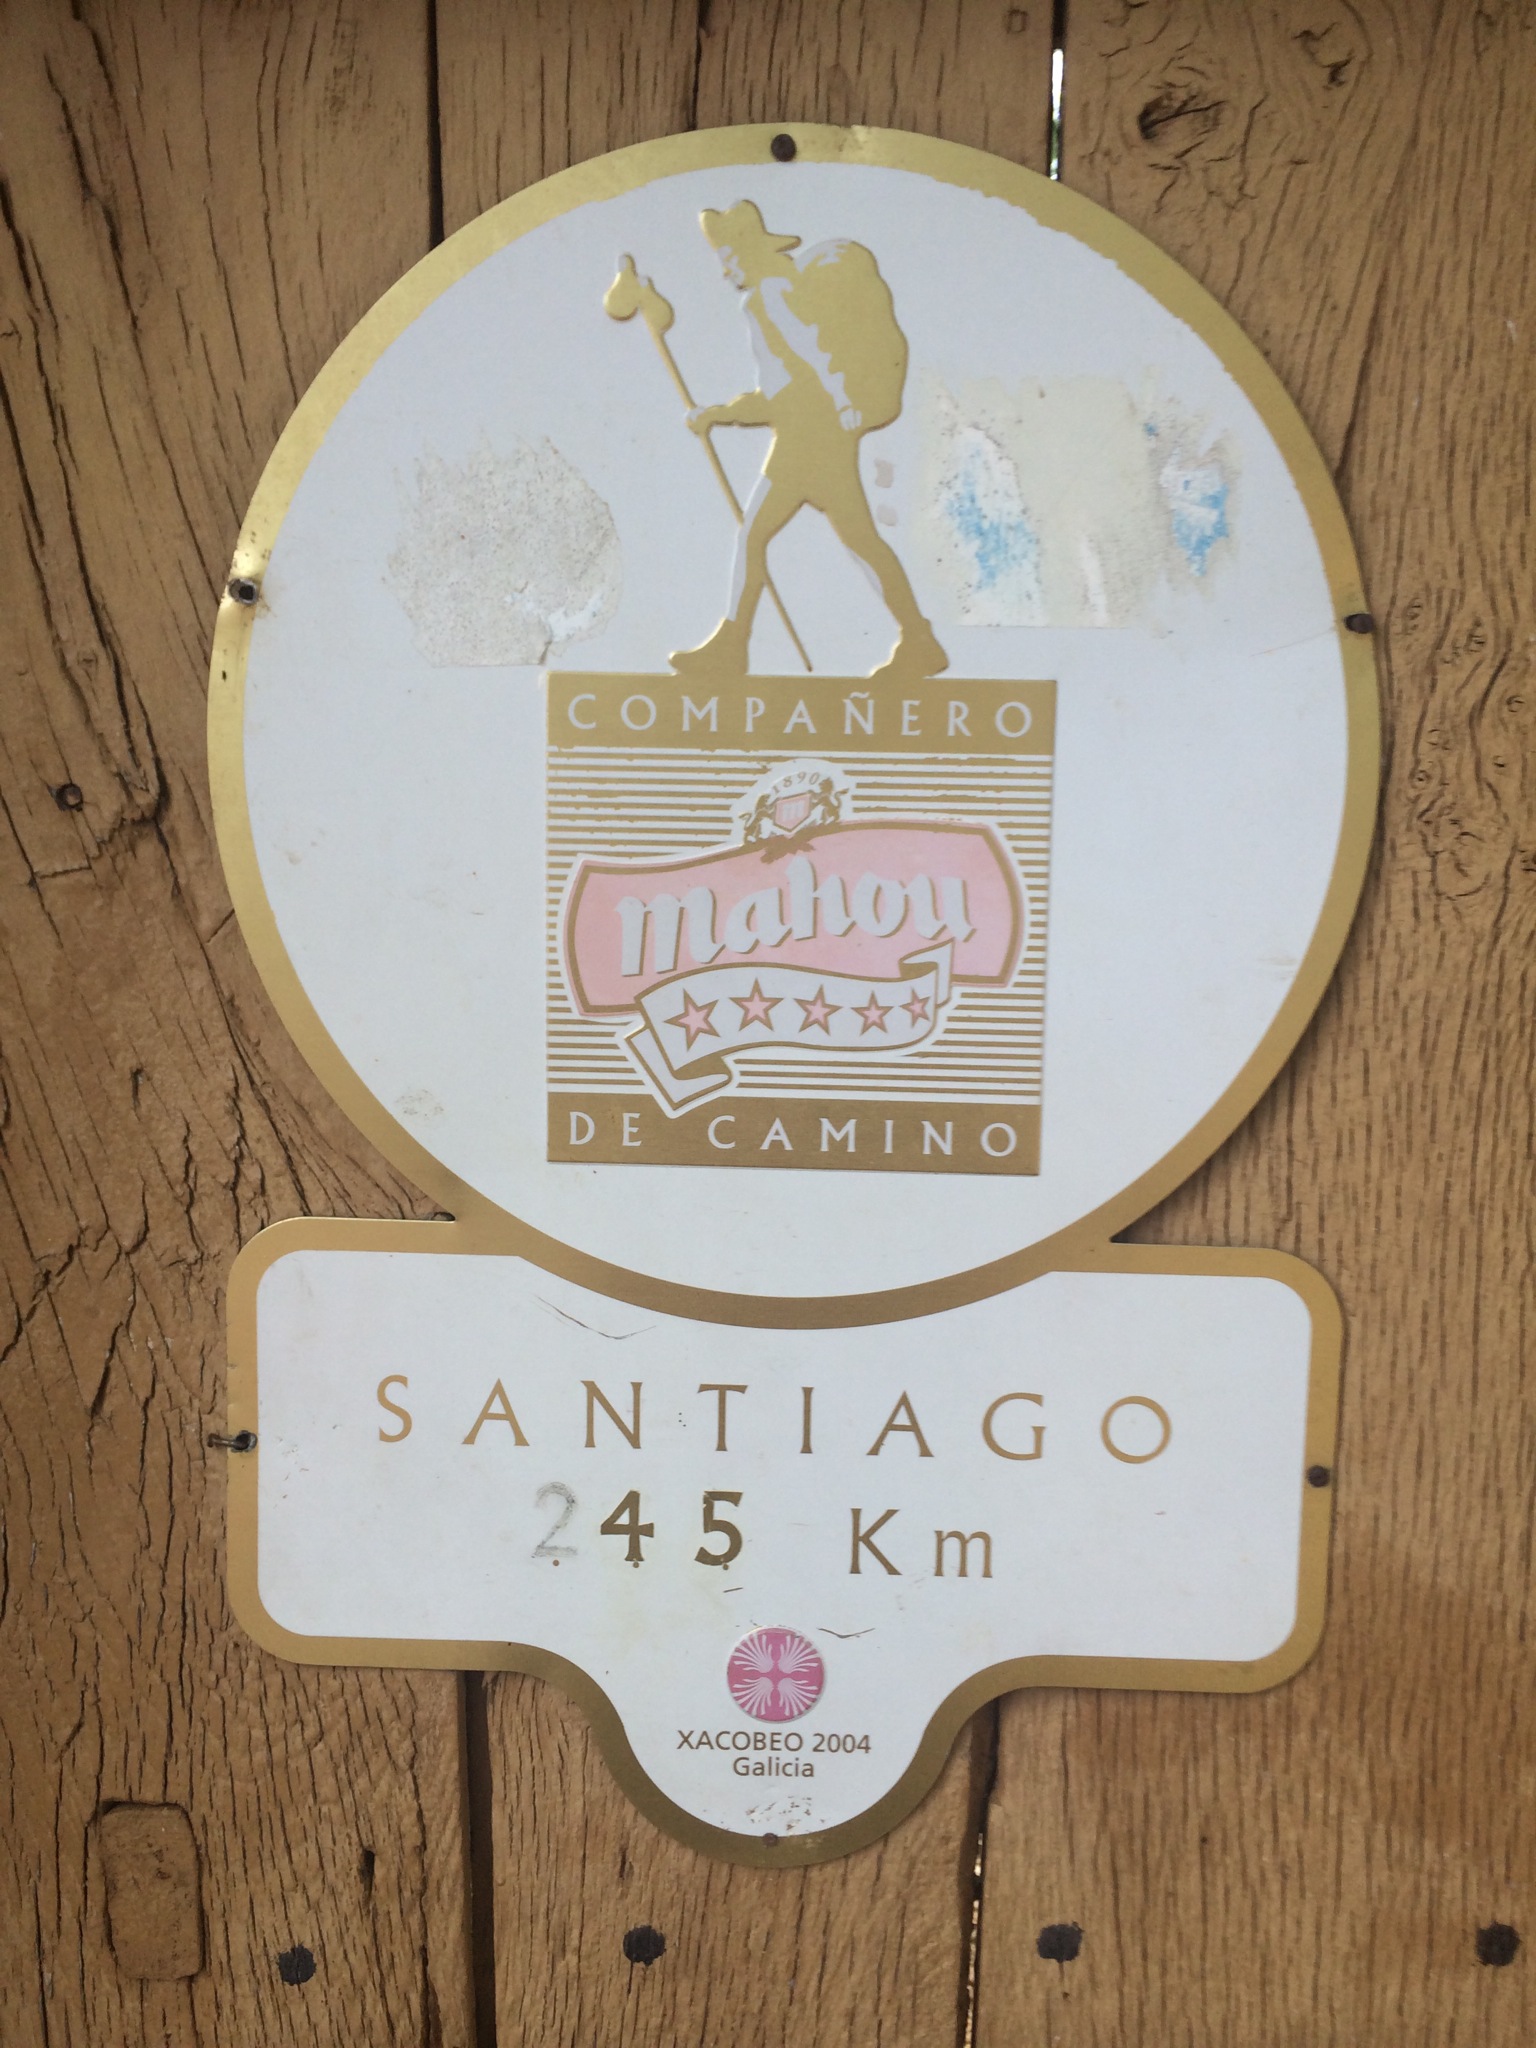 COMPAÑERO
1890
mahou
DE CAMINO
SANTIAGO
245 Km
XACOBEO 2004
Galicia